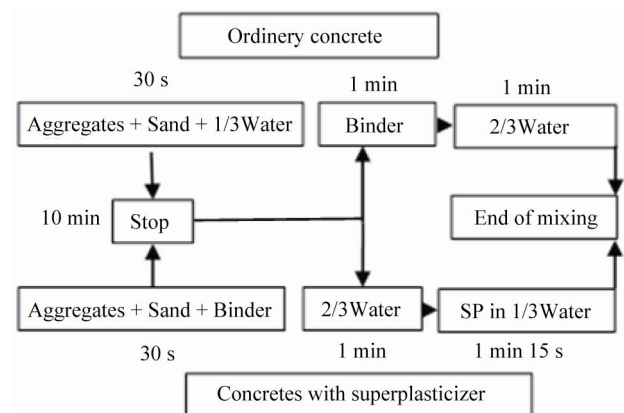 Ordinery concrete
30 s
1 min
1 min
Aggregates + Sand + 1/3Water
Binder
2/3Water
10 min
Stop
End of mixing
Aggregates + Sand + Binder
2/3Water
SP in 1/3Water
30 s
1 min
1 min 15 s
Concretes with superplasticizer